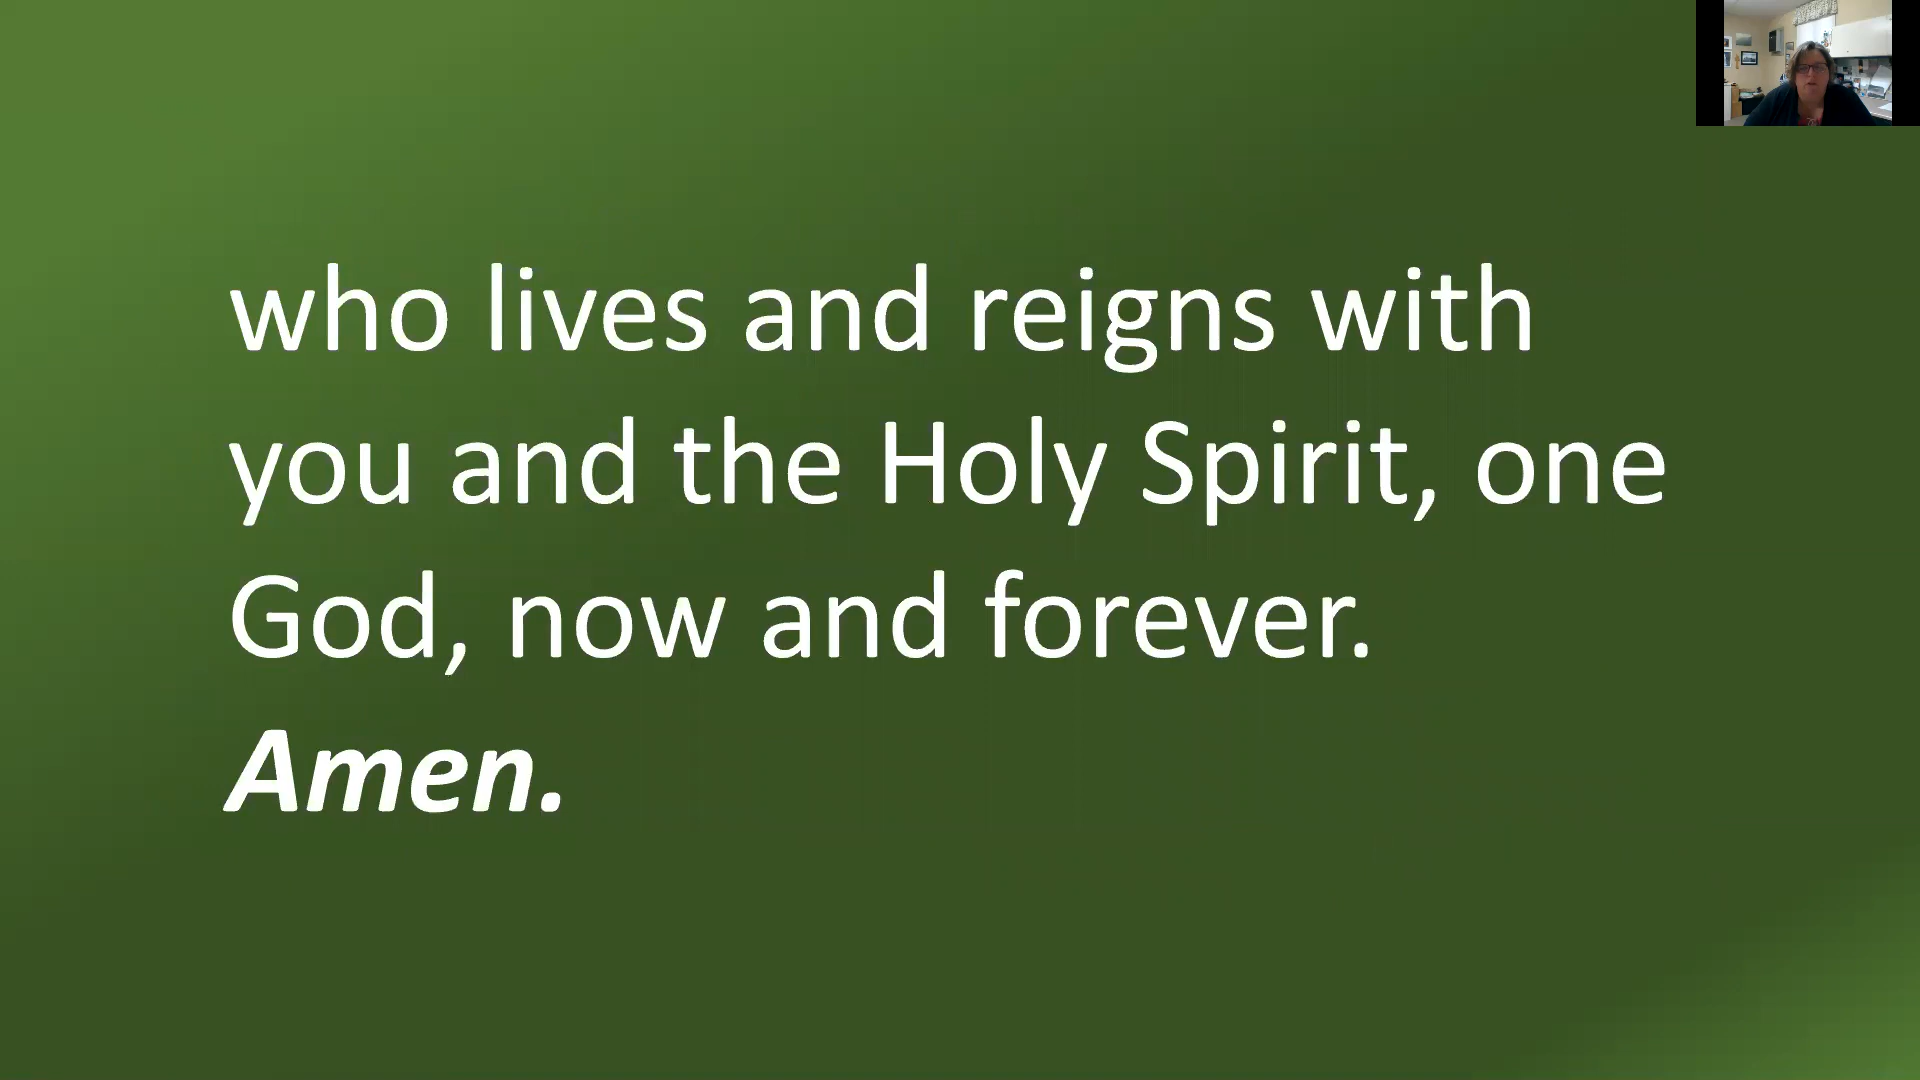 who lives and reigns with
you and the Holy Spirit, one
God, now and forever.
Amen.